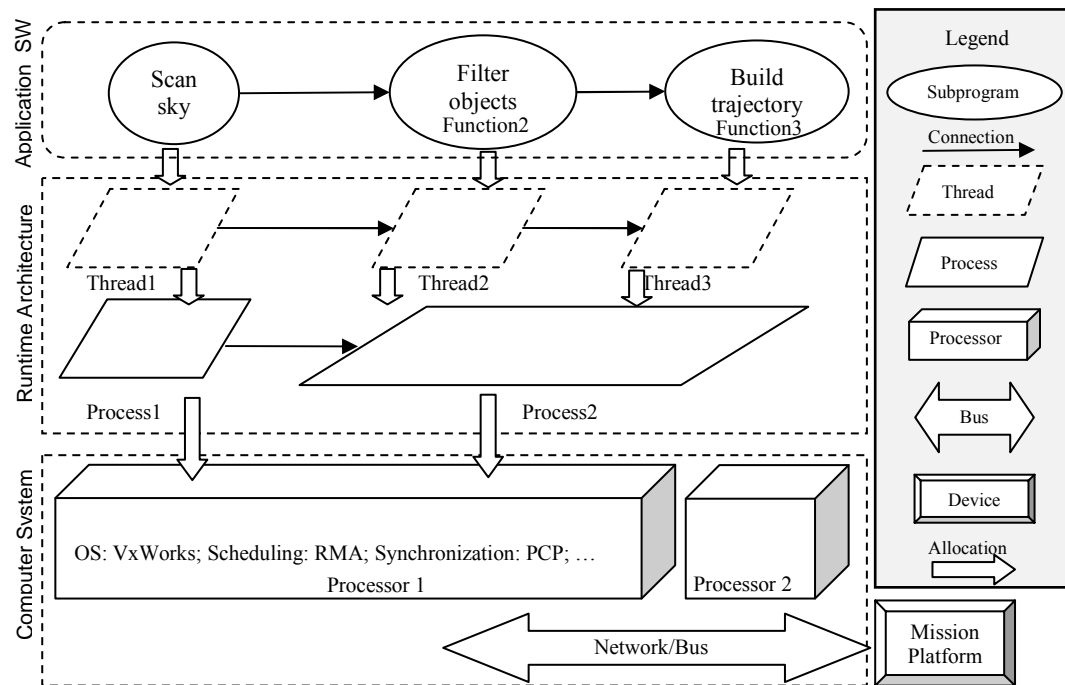 Application SW
Scan
sky
Filter
objects
Function2
Build
trajectory
Function3
Runtime Architecture
Thread1
Thread2
Thread3
Process1
Process2
Computer System
OS: VxWorks; Scheduling: RMA; Synchronization: PCP; …
Processor 1
Processor 2
Network/Bus
Mission
Platform
Legend
Subprogram
Connection
Thread
Process
Processor
Bus
Device
Allocation